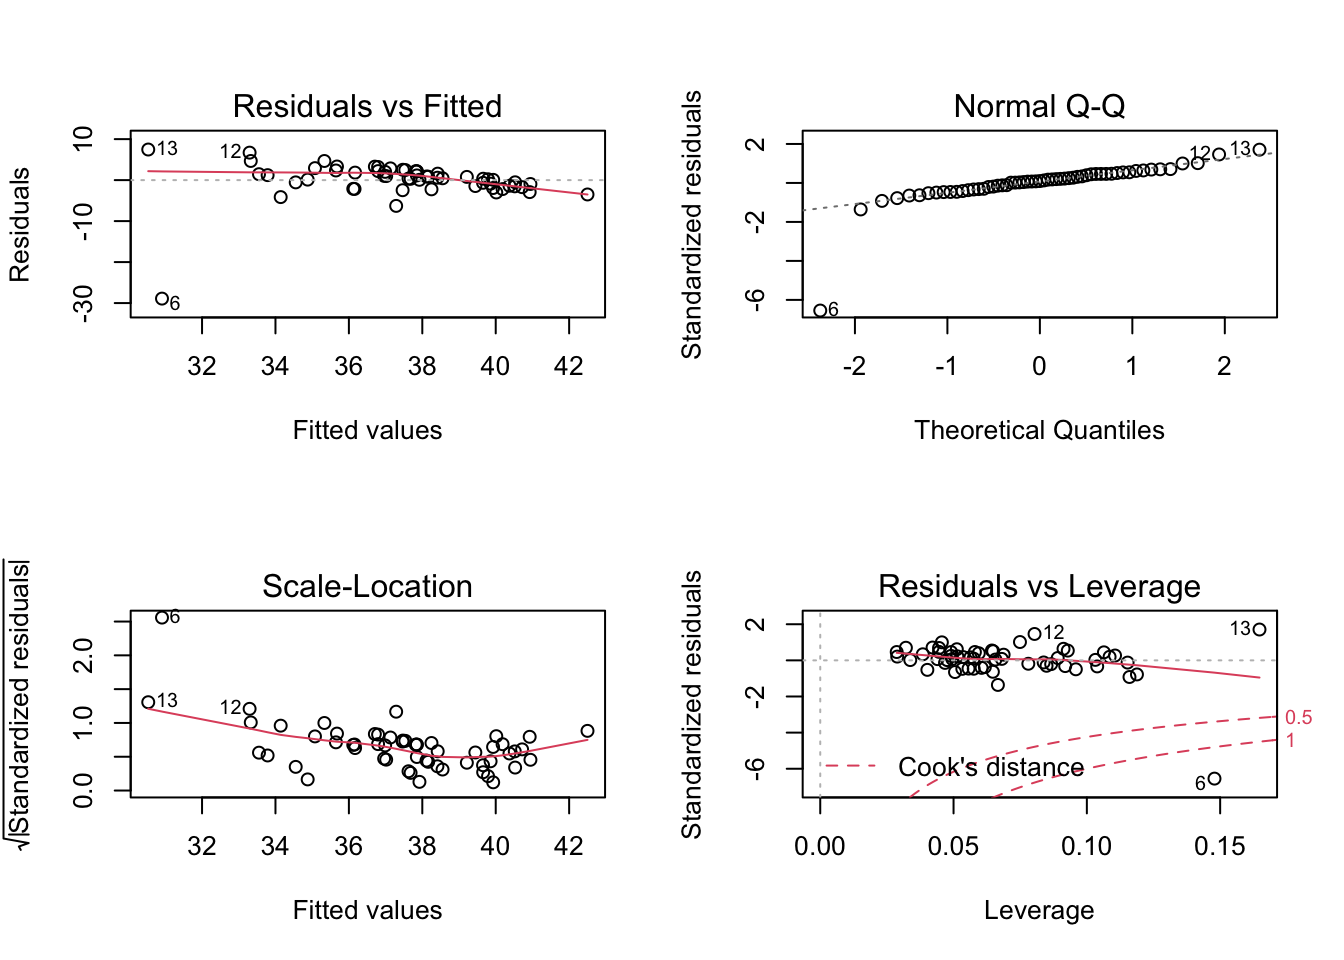 Residuals vs Fitted
Residuals
10
-10
-30
13
12
6
32 34 36 38 40 42
Fitted values
Normal Q-Q
Standardized residuals
2
-2
-6
12 13
6
-2 -1 0 1 2
Theoretical Quantiles
Scale-Location
√|Standardized residuals|
2.0
1.0
0.0
6
13
12
32 34 36 38 40 42
Fitted values
Residuals vs Leverage
Standardized residuals
2
-2
-6
12
13
0.5
1
Cook's distance
6
0.00 0.05 0.10 0.15
Leverage